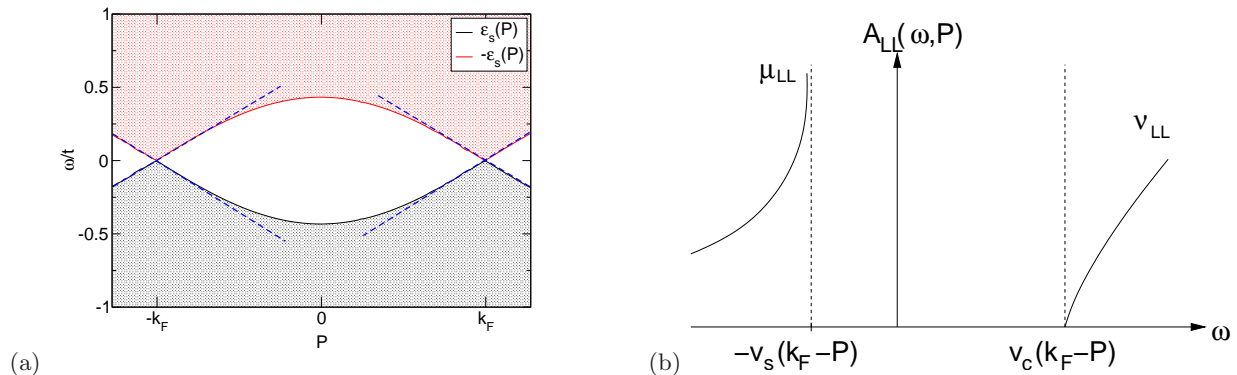 1
0.5
0
-0.5
-1
ω/t
-k_F
0
k_F
P
ε_s(P)
-ε_s(P)
(a)
A_LL(ω,P)
μ_LL
ν_LL
ω
−v_s(k_F−P)
v_c(k_F−P)
(b)